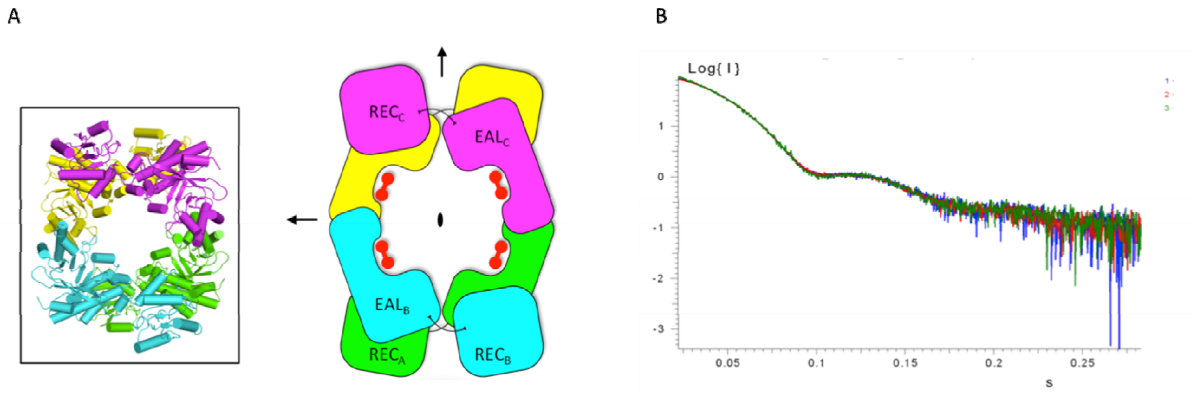 A
B
REC_C
EAL_C
EAL_B
REC_A
REC_B
Log{ I }
1
2
3
1
0
-1
-2
-3
0.05
0.1
0.15
0.2
0.25
s